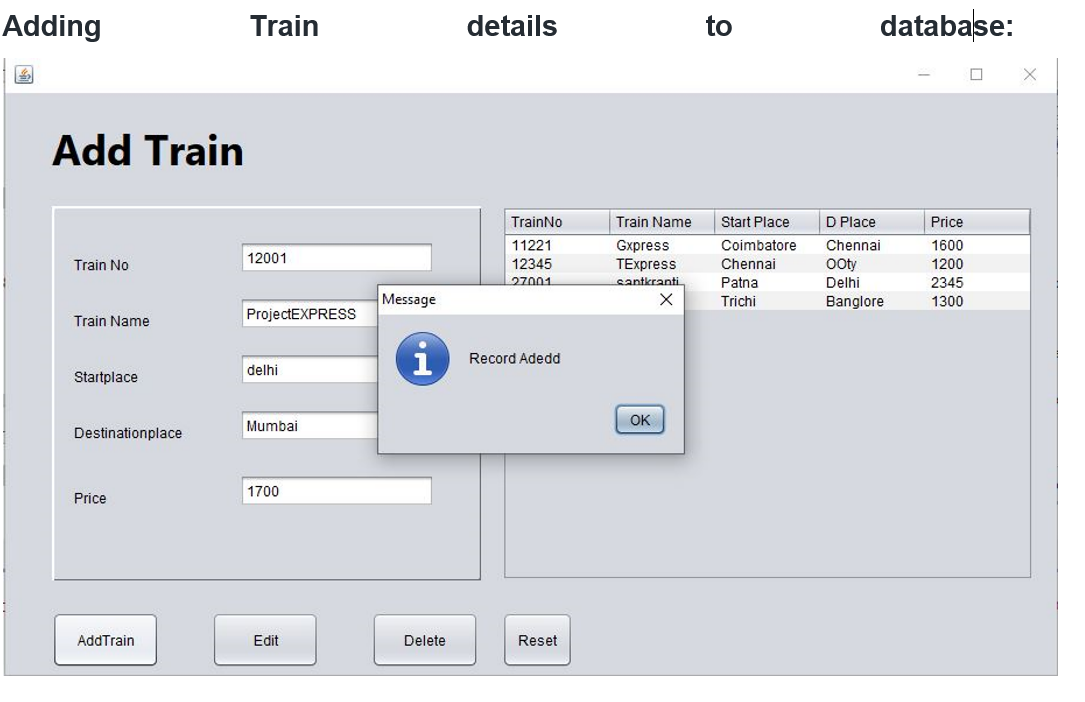 Adding Train details to database:
Add Train
Train No 12001
Train Name ProjectEXPRESS
Startplace delhi
Destinationplace Mumbai
Price 1700
TrainNo Train Name Start Place D Place Price
11221 Gxpress Coimbatore Chennai 1600
12345 TExpress Chennai OOty 1200
27001 santkranti Patna Delhi 2345
Trichi Banglore 1300
Message
Record Adedd
OK
AddTrain Edit Delete Reset